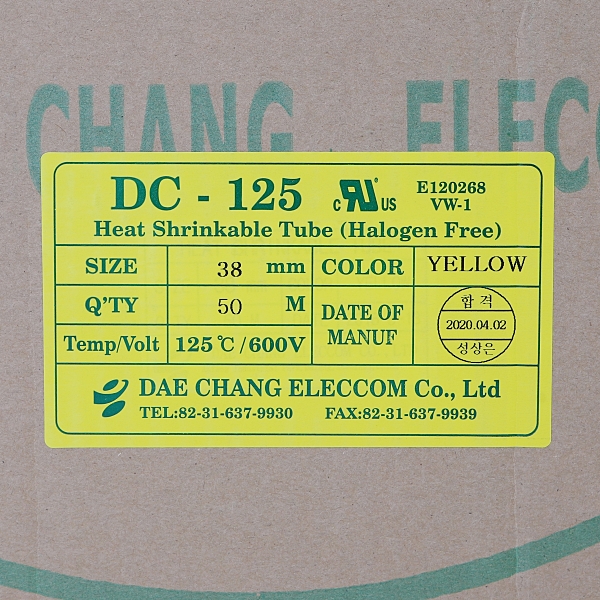 CHANG ELECC
DC - 125
c RU US
E120268
VW-1
Heat Shrinkable Tube (Halogen Free)
SIZE 38 mm COLOR YELLOW
Q'TY 50 M
DATE OF MANUF
합 격
2020.04.02
성상은
Temp/Volt 125℃/600V
DAE CHANG ELECCOM Co., Ltd
TEL:82-31-637-9930 FAX:82-31-637-9939